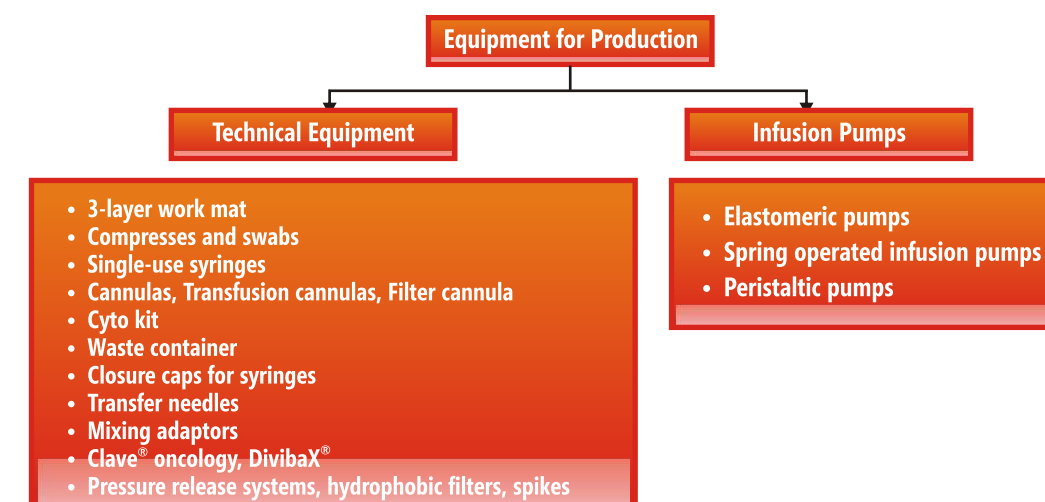 Equipment for Production
Technical Equipment
Infusion Pumps
• 3-layer work mat
• Compresses and swabs
• Single-use syringes
• Cannulas, Transfusion cannulas, Filter cannula
• Cyto kit
• Waste container
• Closure caps for syringes
• Transfer needles
• Mixing adaptors
• Clave® oncology, DivibaX®
• Pressure release systems, hydrophobic filters, spikes
• Elastomeric pumps
• Spring operated infusion pumps
• Peristaltic pumps